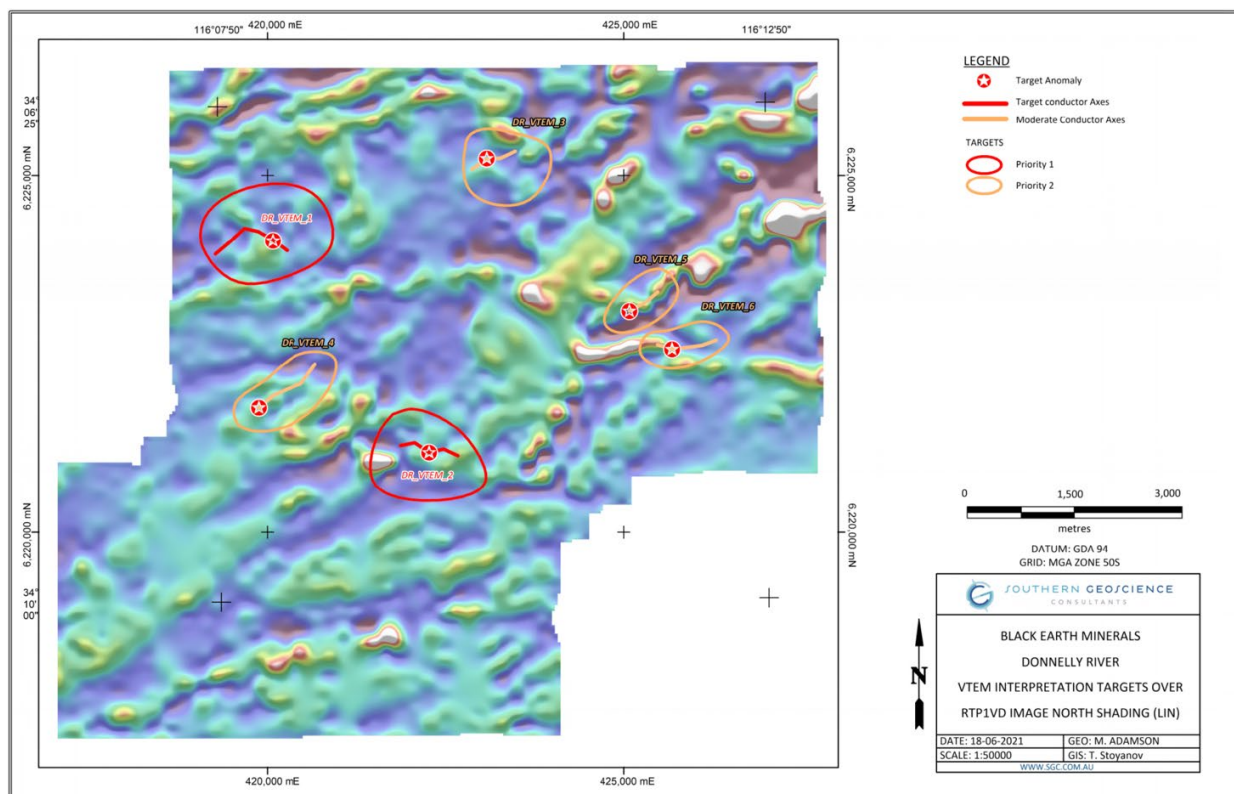 420,000 mE
425,000 mE
116°07'50"
116°12'50"
34°
06'
25"
6,225,000 mN
6,225,000 mN
DR_VTEM_3
DR_VTEM_1
DR_VTEM_5
DR_VTEM_6
DR_VTEM_4
DR_VTEM_2
6,220,000 mN
6,220,000 mN
34°
10'
00"
420,000 mE
425,000 mE
LEGEND
Target Anomaly
Target conductor Axes
Moderate Conductor Axes
TARGETS
Priority 1
Priority 2
0 1,500 3,000
metres
DATUM: GDA 94
GRID: MGA ZONE 50S
SOUTHERN GEOSCIENCE
CONSULTANTS
N
BLACK EARTH MINERALS
DONNELLY RIVER
VTEM INTERPRETATION TARGETS OVER
RTP1VD IMAGE NORTH SHADING (LIN)
DATE: 18-06-2021 GEO: M. ADAMSON
SCALE: 1:50000 GIS: T. Stoyanov
WWW.SGC.COM.AU